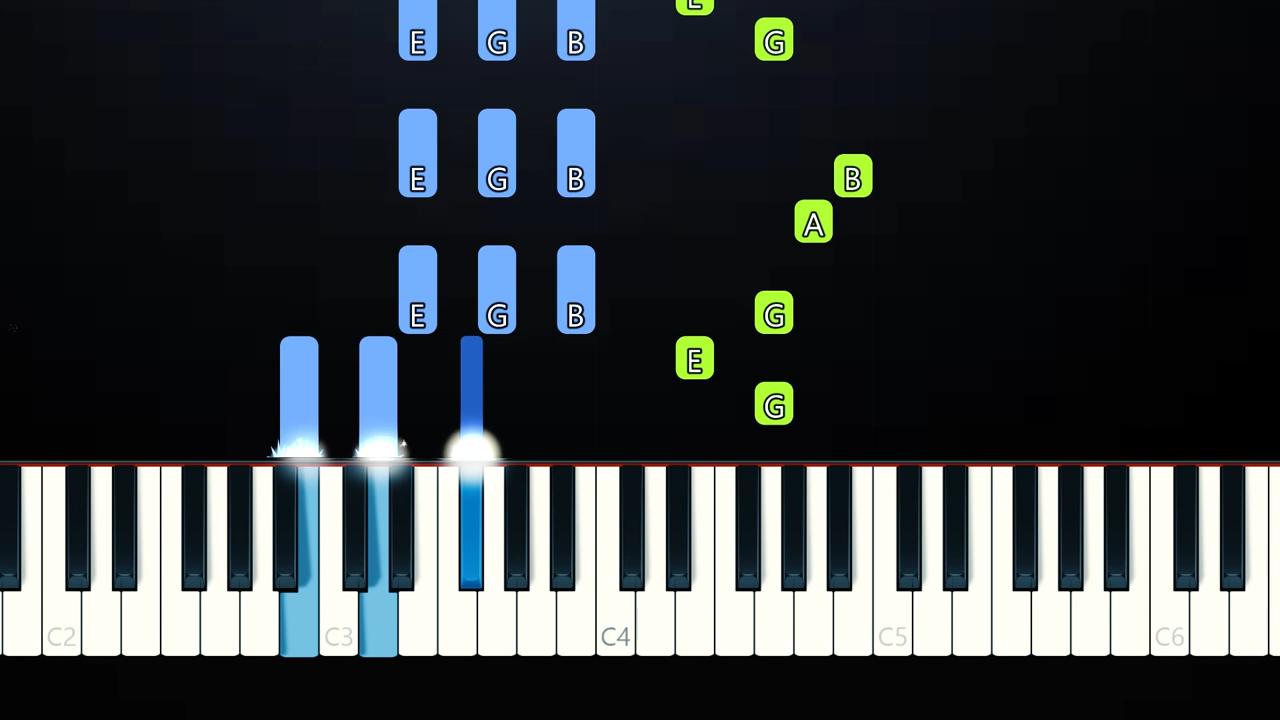 E G B E
G
E G B B
A
E G B G
E
G
C2 C3 C4 C5 C6